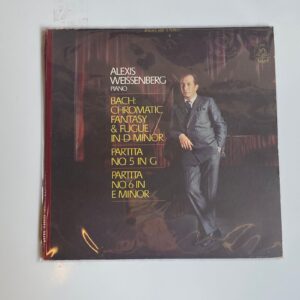 ALEXIS
WEISSENBERG
PIANO
BACH:
CHROMATIC
FANTASY
& FUGUE
IN D MINOR
PARTITA
NO. 5 IN G
PARTITA
NO. 6 IN
E MINOR